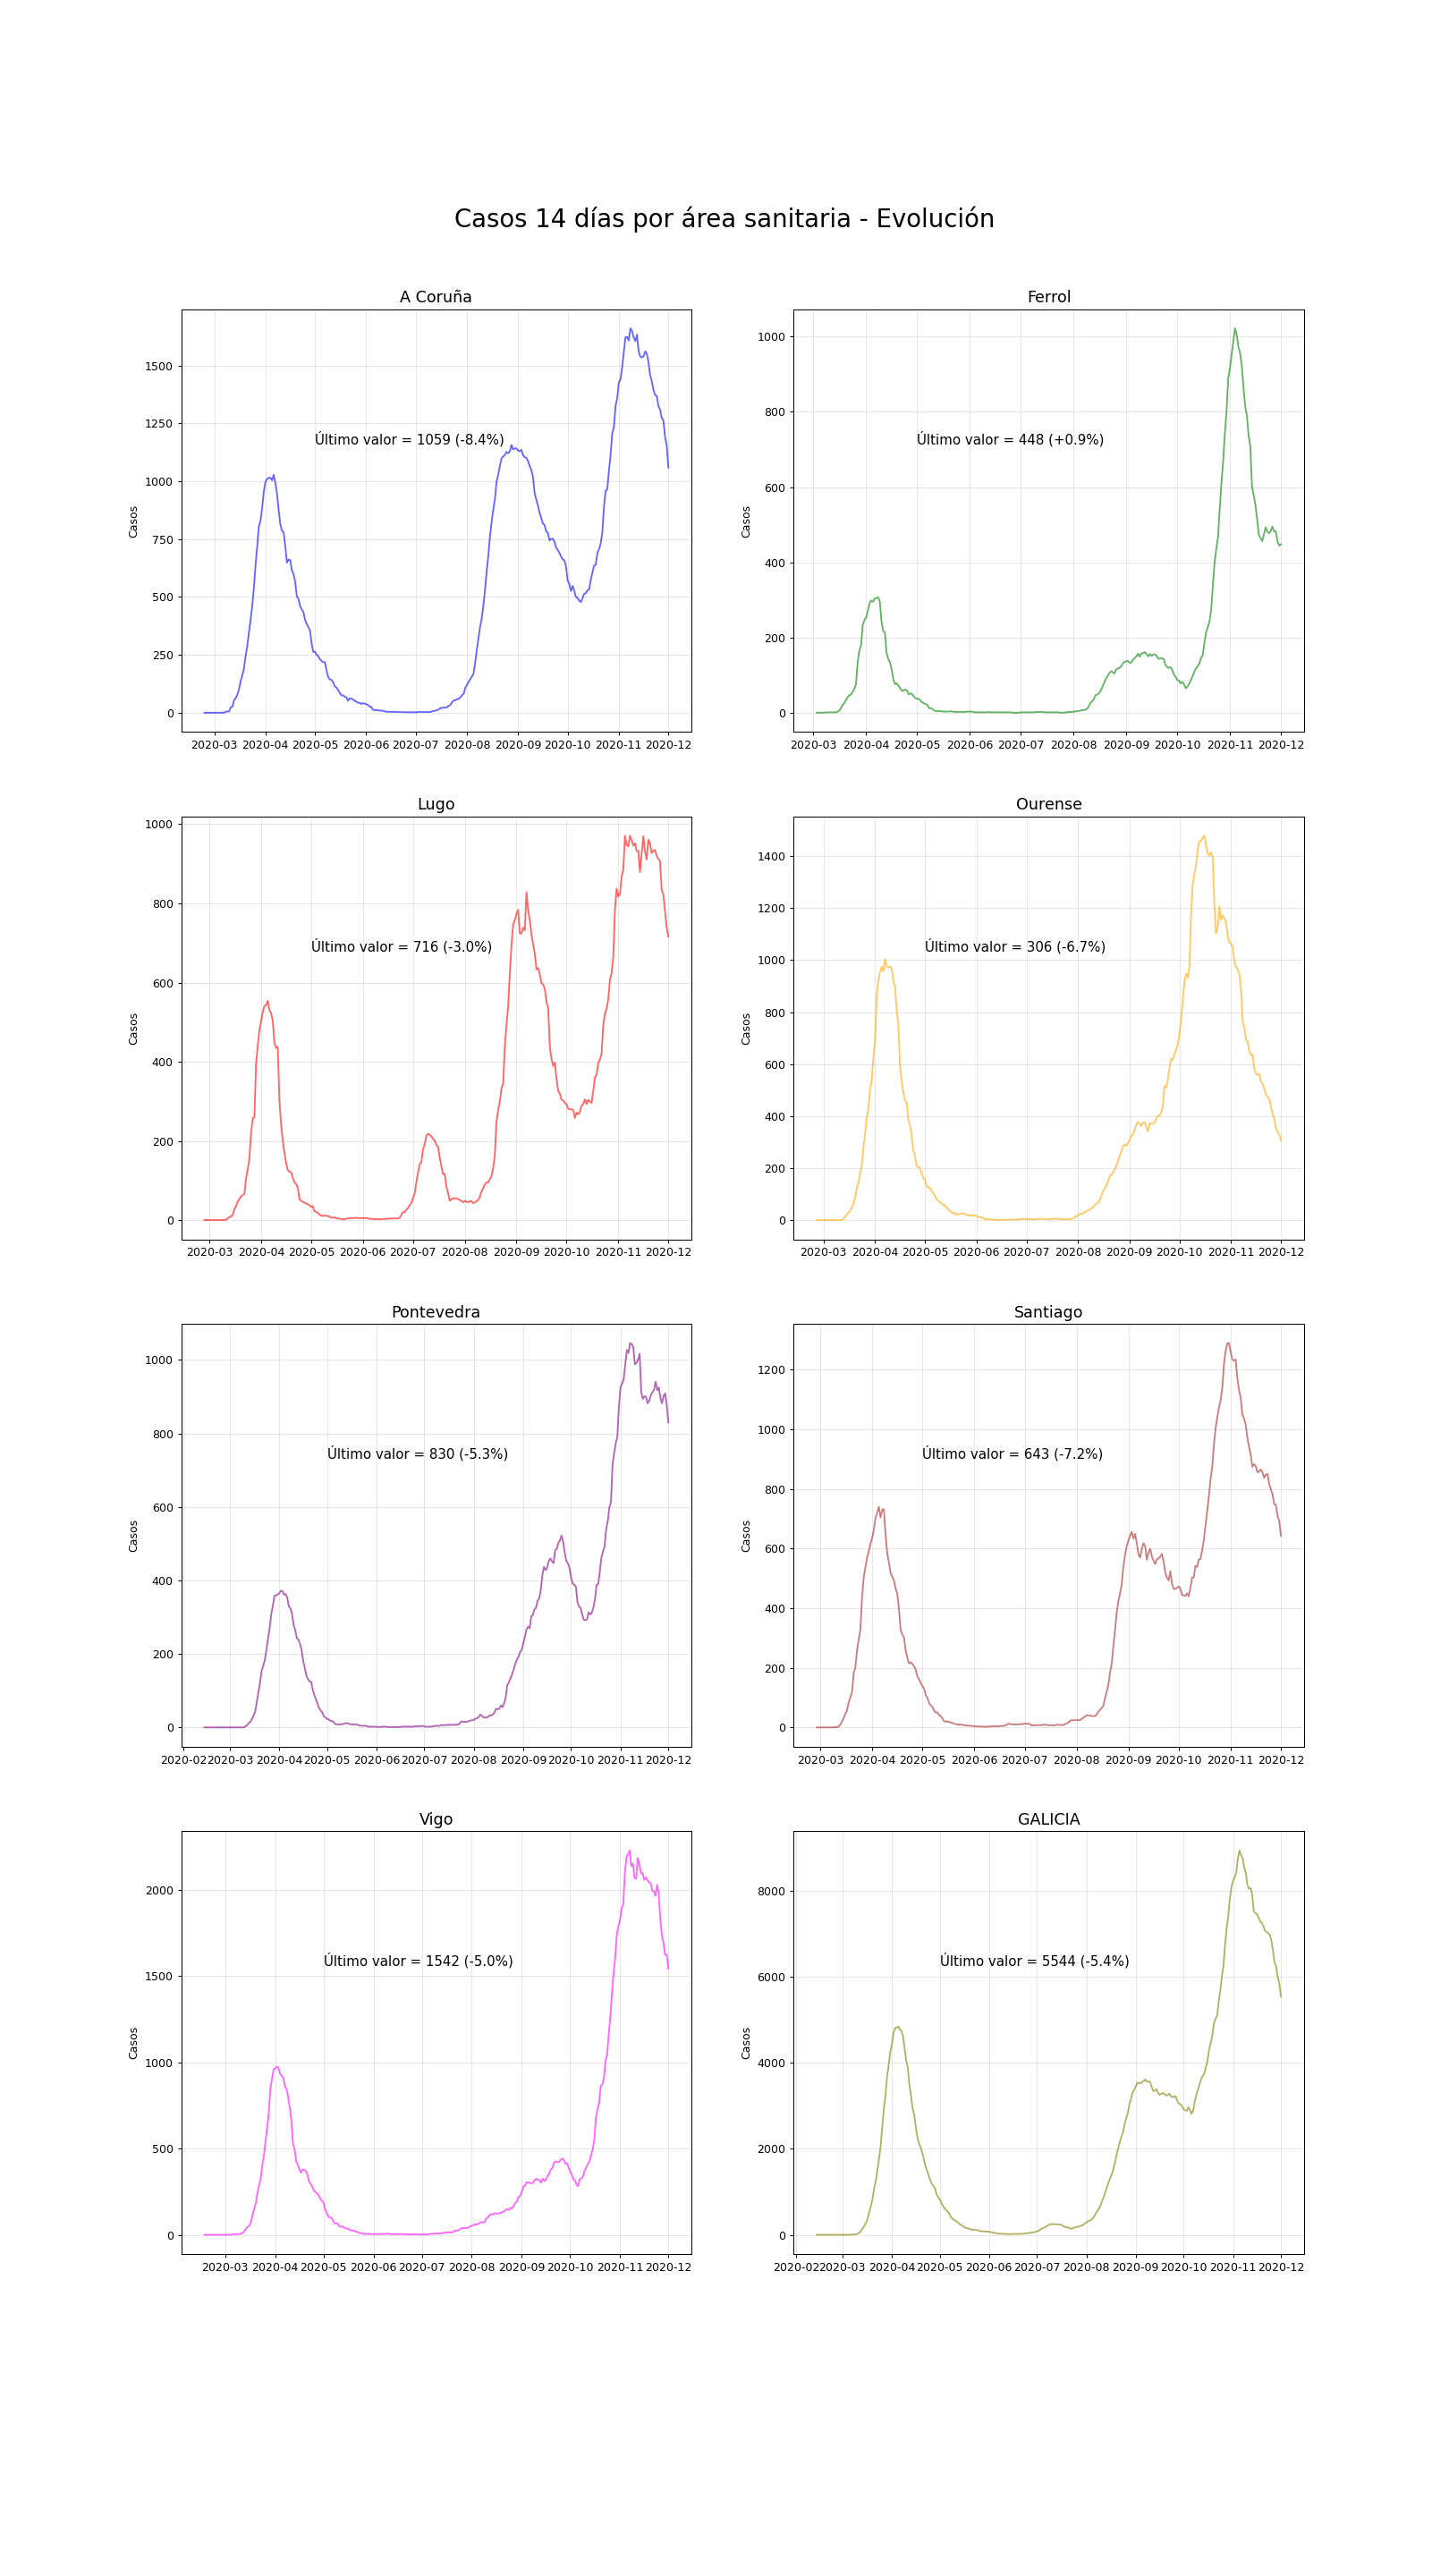 Casos 14 días por área sanitaria - Evolución
A Coruña
Casos
1500
1250
1000
750
500
250
0
Último valor = 1059 (-8.4%)
2020-03 2020-04 2020-05 2020-06 2020-07 2020-08 2020-09 2020-10 2020-11 2020-12
Ferrol
Casos
1000
800
600
400
200
0
Último valor = 448 (+0.9%)
2020-03 2020-04 2020-05 2020-06 2020-07 2020-08 2020-09 2020-10 2020-11 2020-12
Lugo
Casos
1000
800
600
400
200
0
Último valor = 716 (-3.0%)
2020-03 2020-04 2020-05 2020-06 2020-07 2020-08 2020-09 2020-10 2020-11 2020-12
Ourense
Casos
1400
1200
1000
800
600
400
200
0
Último valor = 306 (-6.7%)
2020-03 2020-04 2020-05 2020-06 2020-07 2020-08 2020-09 2020-10 2020-11 2020-12
Pontevedra
Casos
1000
800
600
400
200
0
Último valor = 830 (-5.3%)
2020-02 2020-03 2020-04 2020-05 2020-06 2020-07 2020-08 2020-09 2020-10 2020-11 2020-12
Santiago
Casos
1200
1000
800
600
400
200
0
Último valor = 643 (-7.2%)
2020-03 2020-04 2020-05 2020-06 2020-07 2020-08 2020-09 2020-10 2020-11 2020-12
Vigo
Casos
2000
1500
1000
500
0
Último valor = 1542 (-5.0%)
2020-03 2020-04 2020-05 2020-06 2020-07 2020-08 2020-09 2020-10 2020-11 2020-12
GALICIA
Casos
8000
6000
4000
2000
0
Último valor = 5544 (-5.4%)
2020-02 2020-03 2020-04 2020-05 2020-06 2020-07 2020-08 2020-09 2020-10 2020-11 2020-12